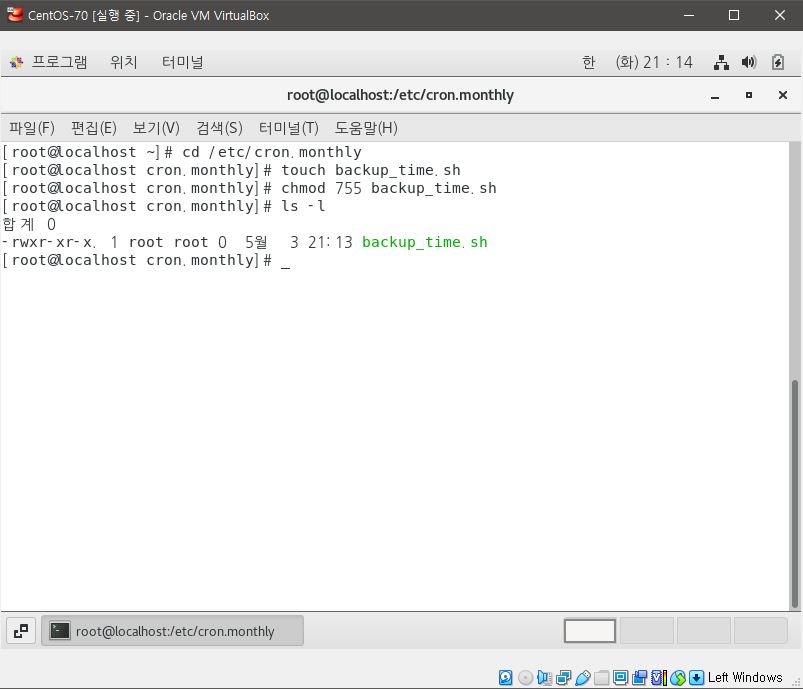 CentOS-70 [실행 중] - Oracle VM VirtualBox
프로그램 위치 터미널 한 (화) 21 : 14
root@localhost:/etc/cron.monthly
파일(F) 편집(E) 보기(V) 검색(S) 터미널(T) 도움말(H)
[root@localhost ~]# cd /etc/cron.monthly
[root@localhost cron.monthly]# touch backup_time.sh
[root@localhost cron.monthly]# chmod 755 backup_time.sh
[root@localhost cron.monthly]# ls -l
합계 0
-rwxr-xr-x. 1 root root 0 5월 3 21:13 backup_time.sh
[root@localhost cron.monthly]# _
root@localhost:/etc/cron.monthly
Left Windows